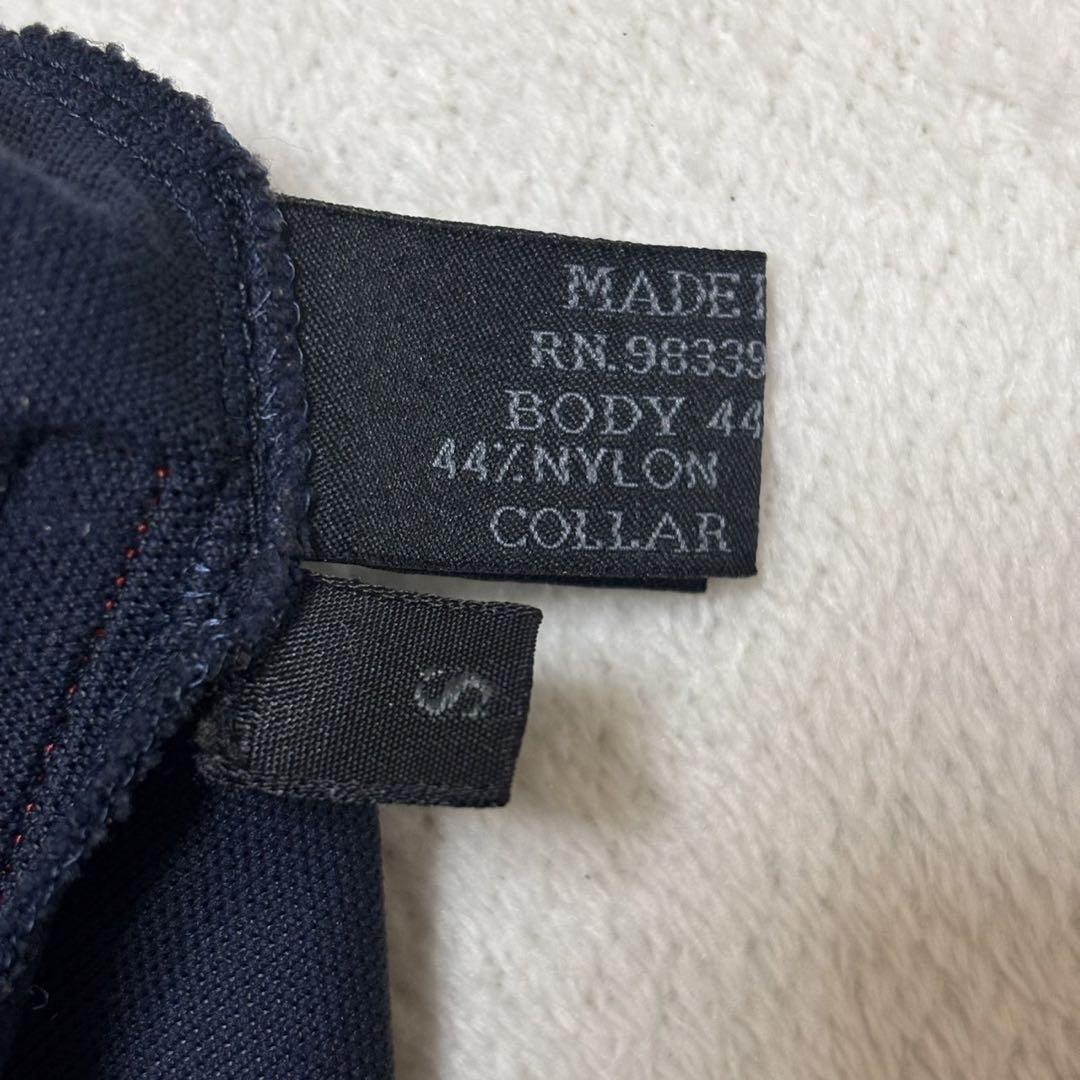 MADE I
RN.98339
BODY 44
44%NYLON
COLLAR
S